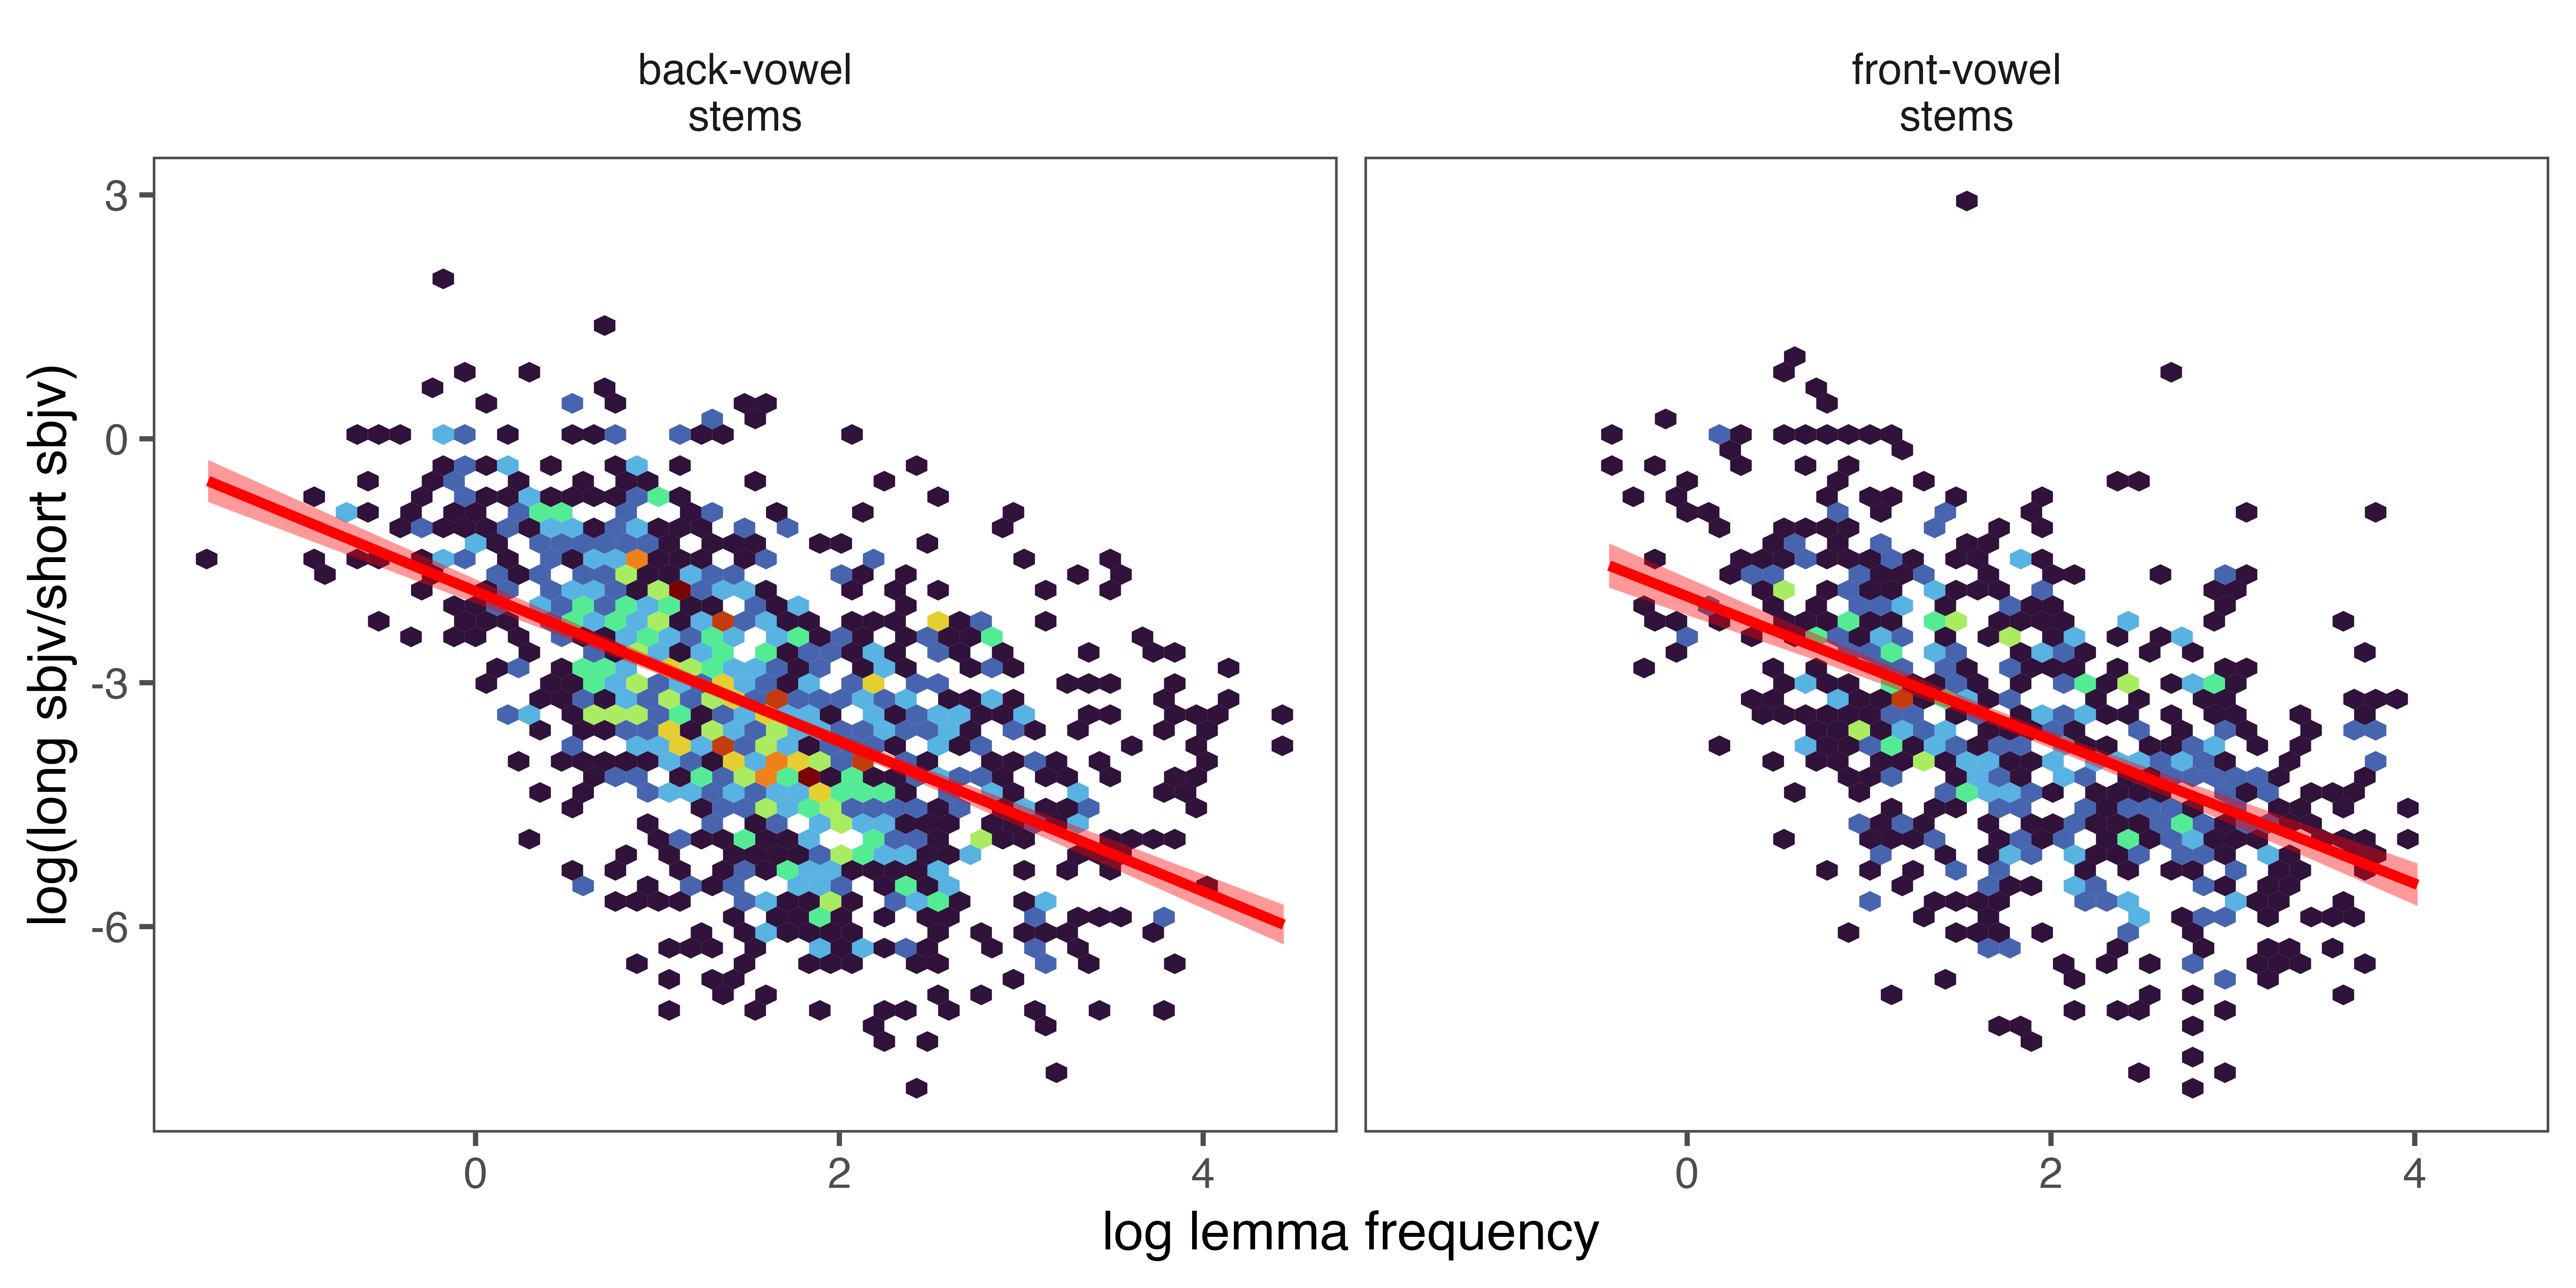 back-vowel
stems
front-vowel
stems
log(long sbjv/short sbjv)
3
0
-3
-6
0
2
4
0
2
4
log lemma frequency